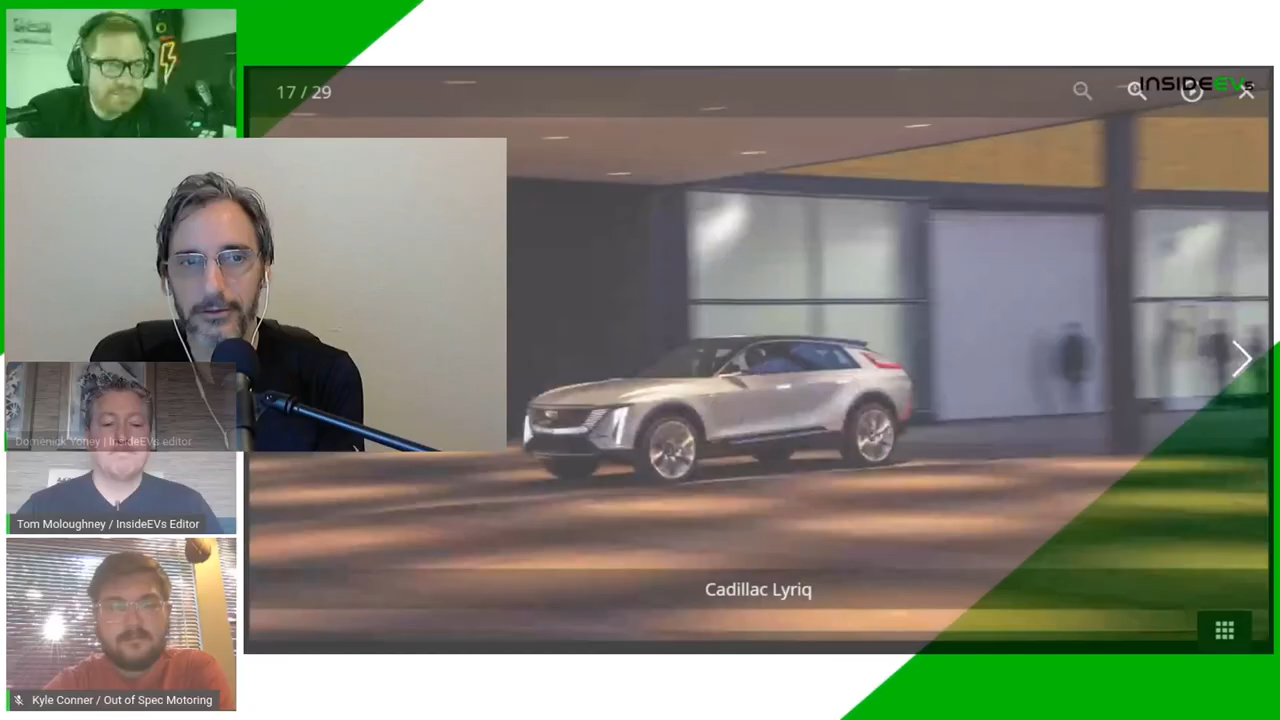 17 / 29
INSIDEEVs
Domenick Yoney | InsideEVs editor
Tom Moloughney / InsideEVs Editor
Cadillac Lyriq
Kyle Conner / Out of Spec Motoring